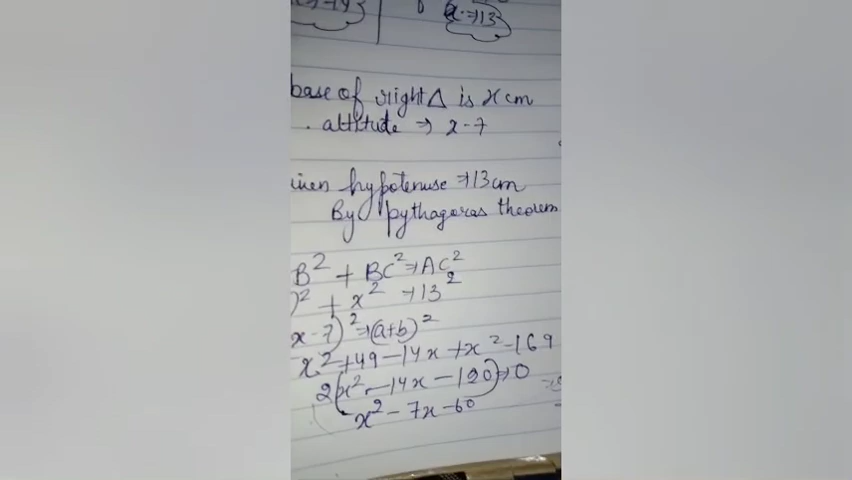 x⇒13
base of right △ is x cm
. altitude ⇒ x-7
hypotenuse ⇒13cm
By pythagoras theorem
B² + BC²⇒AC²
)² + x² ⇒13²
x-7)²⇒(a+b)²
x²+49-14x+x²-169
2(x²-14x-120)⇒0
x²-7x-60